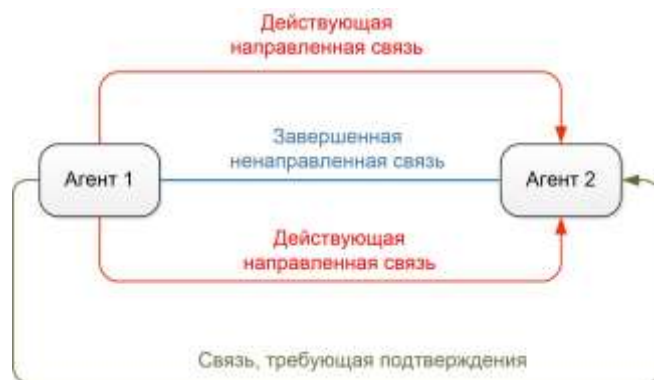 Действующая
направленная связь
Завершенная
ненаправленная связь
Агент 1
Агент 2
Действующая
направленная связь
Связь, требующая подтверждения